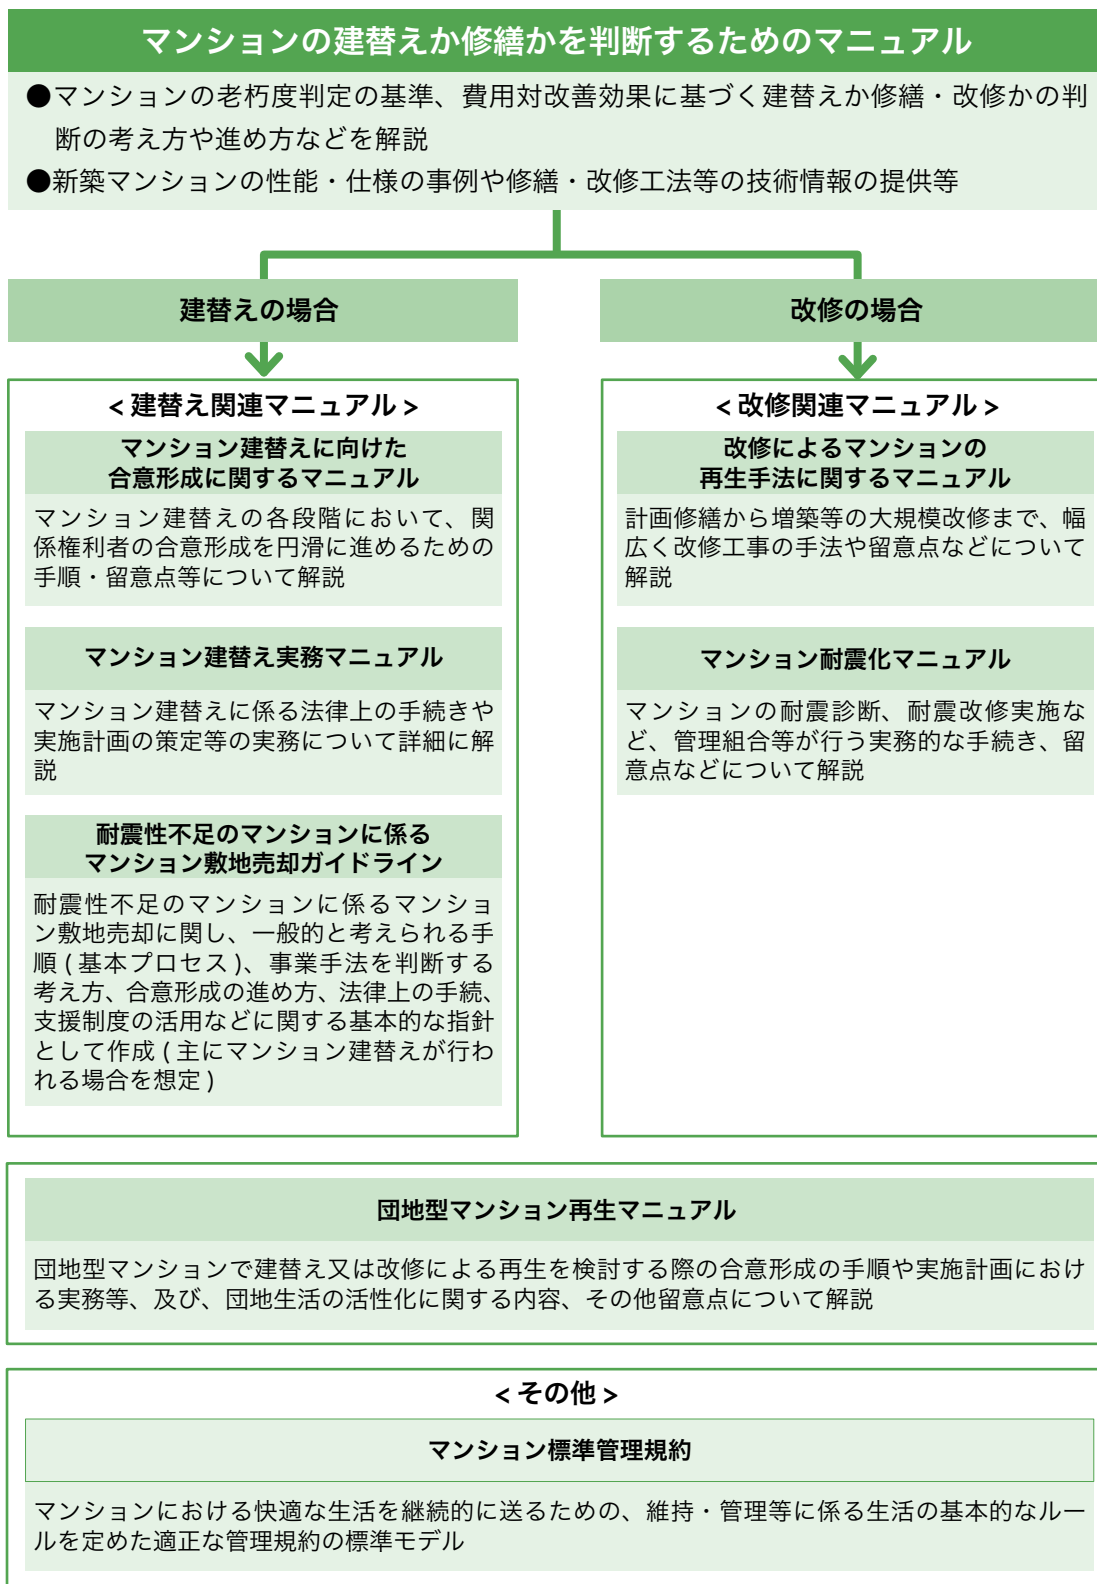 マンションの建替えか修繕かを判断するためのマニュアル
●マンションの老朽度判定の基準、費用対改善効果に基づく建替えか修繕・改修かの判
断の考え方や進め方などを解説
●新築マンションの性能・仕様の事例や修繕・改修工法等の技術情報の提供等
建替えの場合
<建替え関連マニュアル>
マンション建替えに向けた
合意形成に関するマニュアル
マンション建替えの各段階において、関
係権利者の合意形成を円滑に進めるための
手順・留意点等について解説
マンション建替え実務マニュアル
マンション建替えに係る法律上の手続きや
実施計画の策定等の実務について詳細に解
説
耐震性不足のマンションに係る
マンション敷地売却ガイドライン
耐震性不足のマンションに係るマンショ
ン敷地売却に関し、一般的と考えられる手
順(基本プロセス)、事業手法を判断する
考え方、合意形成の進め方、法律上の手続、
支援制度の活用などに関する基本的な指針
として作成(主にマンション建替えが行わ
れる場合を想定)
改修の場合
<改修関連マニュアル>
改修によるマンションの
再生手法に関するマニュアル
計画修繕から増築等の大規模改修まで、幅
広く改修工事の手法や留意点などについて
解説
マンション耐震化マニュアル
マンションの耐震診断、耐震改修実施な
ど、管理組合等が行う実務的な手続き、留
意点などについて解説
団地型マンション再生マニュアル
団地型マンションで建替え又は改修による再生を検討する際の合意形成の手順や実施計画におけ
る実務等、及び、団地生活の活性化に関する内容、その他留意点について解説
<その他>
マンション標準管理規約
マンションにおける快適な生活を継続的に送るための、維持・管理等に係る生活の基本的なルー
ルを定めた適正な管理規約の標準モデル